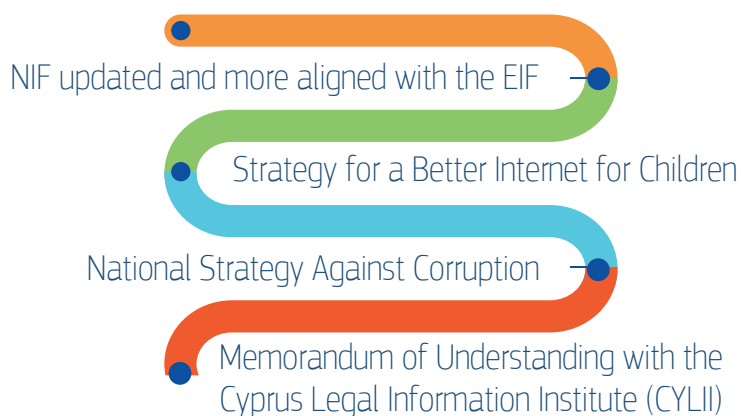 NIF updated and more aligned with the EIF
Strategy for a Better Internet for Children
National Strategy Against Corruption
Memorandum of Understanding with the
Cyprus Legal Information Institute (CYLII)